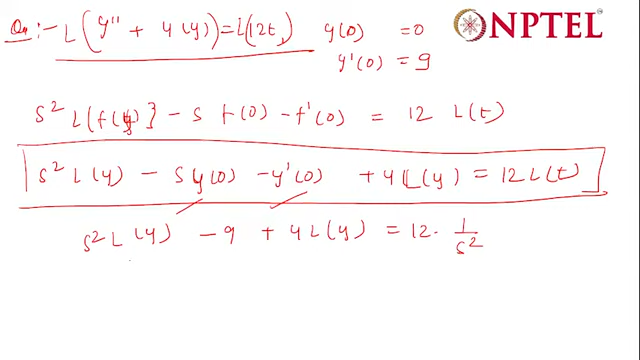 Qn :- L(y'' + 4(y)) = L(12t) y(0) = 0
NPTEL
y'(0) = 9
s² L{f(y)} - s f(0) - f'(0) = 12 L(t)
s² L(y) - s y(0) - y'(0) + 4 L(y) = 12 L(t)
s² L(y) - 9 + 4 L(y) = 12 · 1/s²